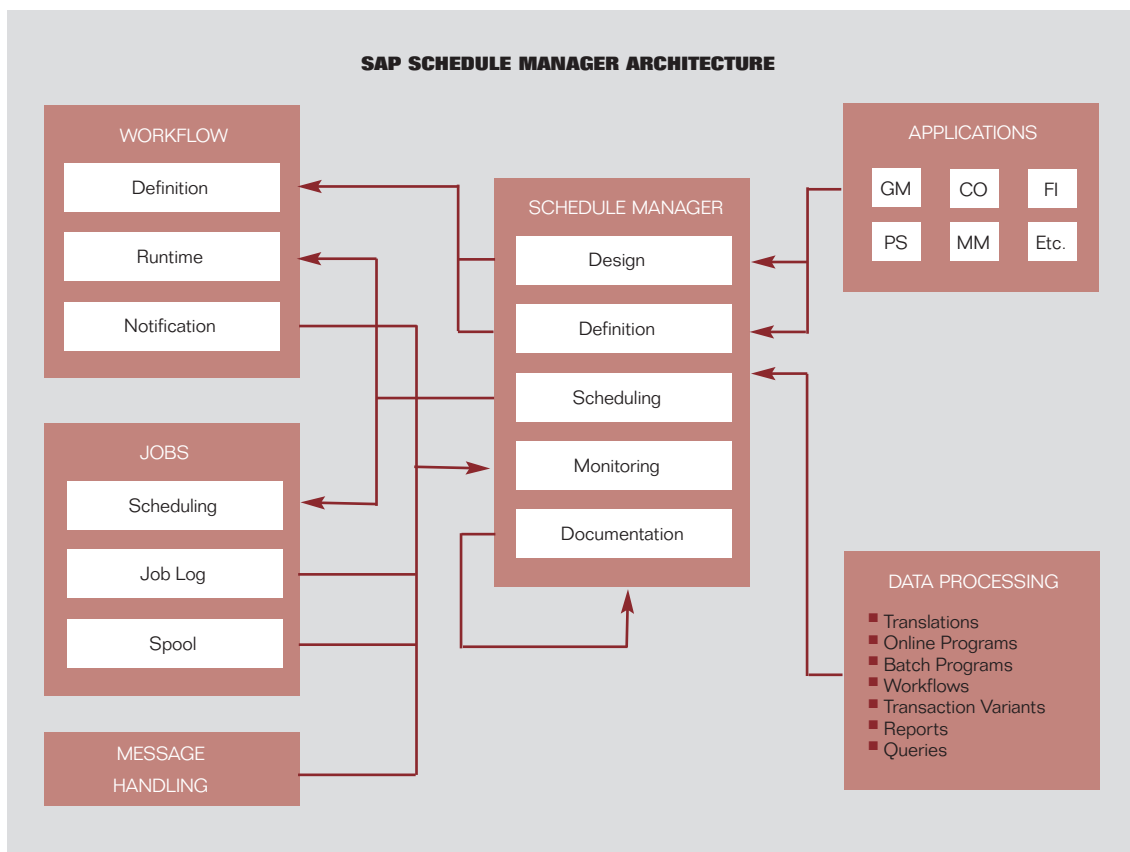 SAP SCHEDULE MANAGER ARCHITECTURE
WORKFLOW
Definition
Runtime
Notification
JOBS
Scheduling
Job Log
Spool
MESSAGE
HANDLING
SCHEDULE MANAGER
Design
Definition
Scheduling
Monitoring
Documentation
APPLICATIONS
GM CO FI
PS MM Etc.
DATA PROCESSING
Translations
Online Programs
Batch Programs
Workflows
Transaction Variants
Reports
Queries